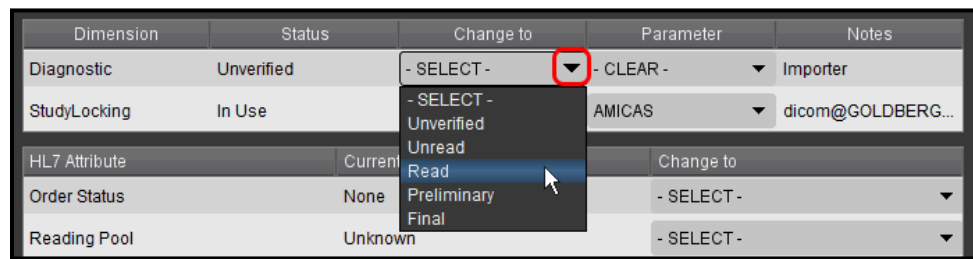 Dimension Status Change to Parameter Notes
Diagnostic Unverified - SELECT - - CLEAR - Importer
StudyLocking In Use AMICAS dicom@GOLDBERG...
- SELECT -
Unverified
Unread
Read
Preliminary
Final
HL7 Attribute Current Change to
Order Status None - SELECT -
Reading Pool Unknown - SELECT -